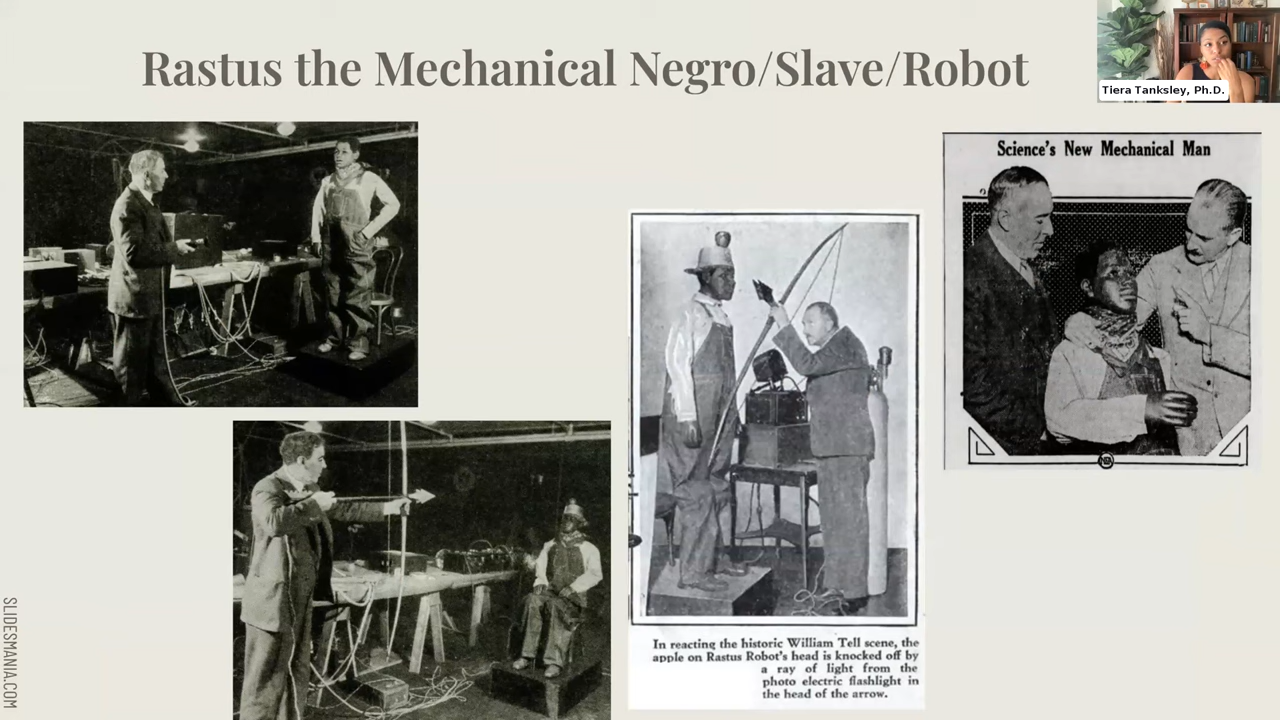 Rastus the Mechanical Negro/Slave/Robot
Tiera Tanksley, Ph.D.
Science's New Mechanical Man
In reacting the historic William Tell scene, the
apple on Rastus Robot's head is knocked off by
a ray of light from the
photo electric flashlight in
the head of the arrow.
SLIDESMANIA.COM